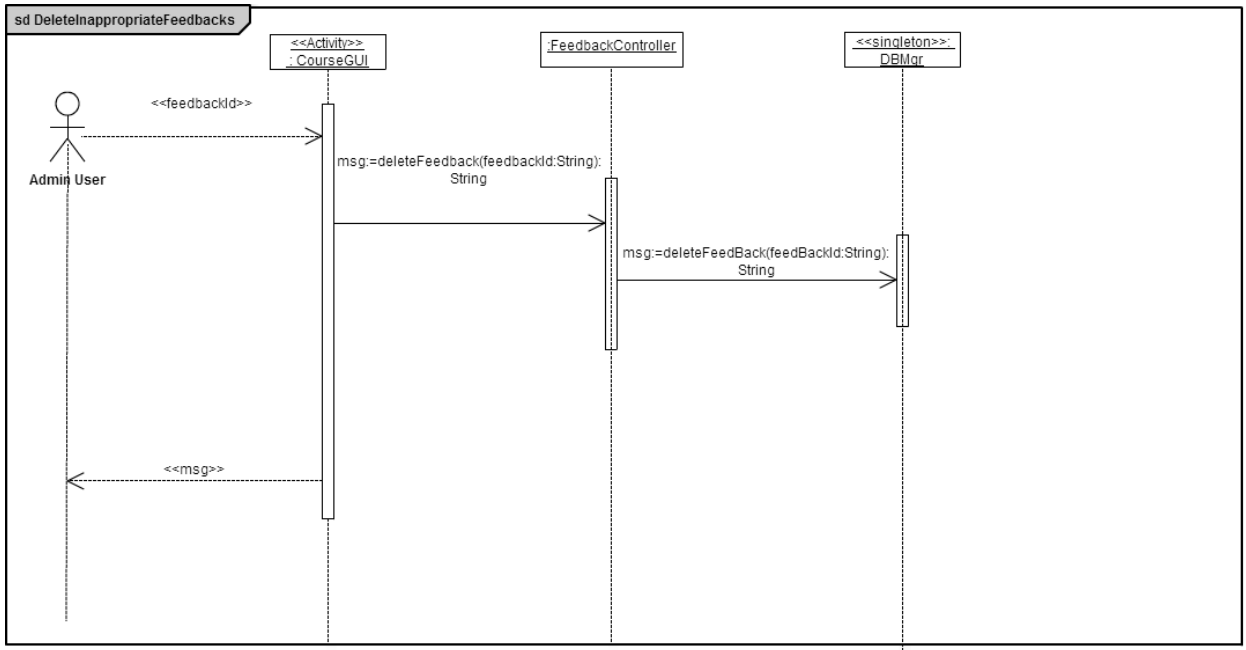 sd DeleteInappropriateFeedbacks
<<Activity>>
: CourseGUI
:FeedbackController
<<singleton>>:
DBMgr
<<feedbackId>>
Admin User
msg:=deleteFeedback(feedbackId:String):
String
msg:=deleteFeedBack(feedBackId:String):
String
<<msg>>